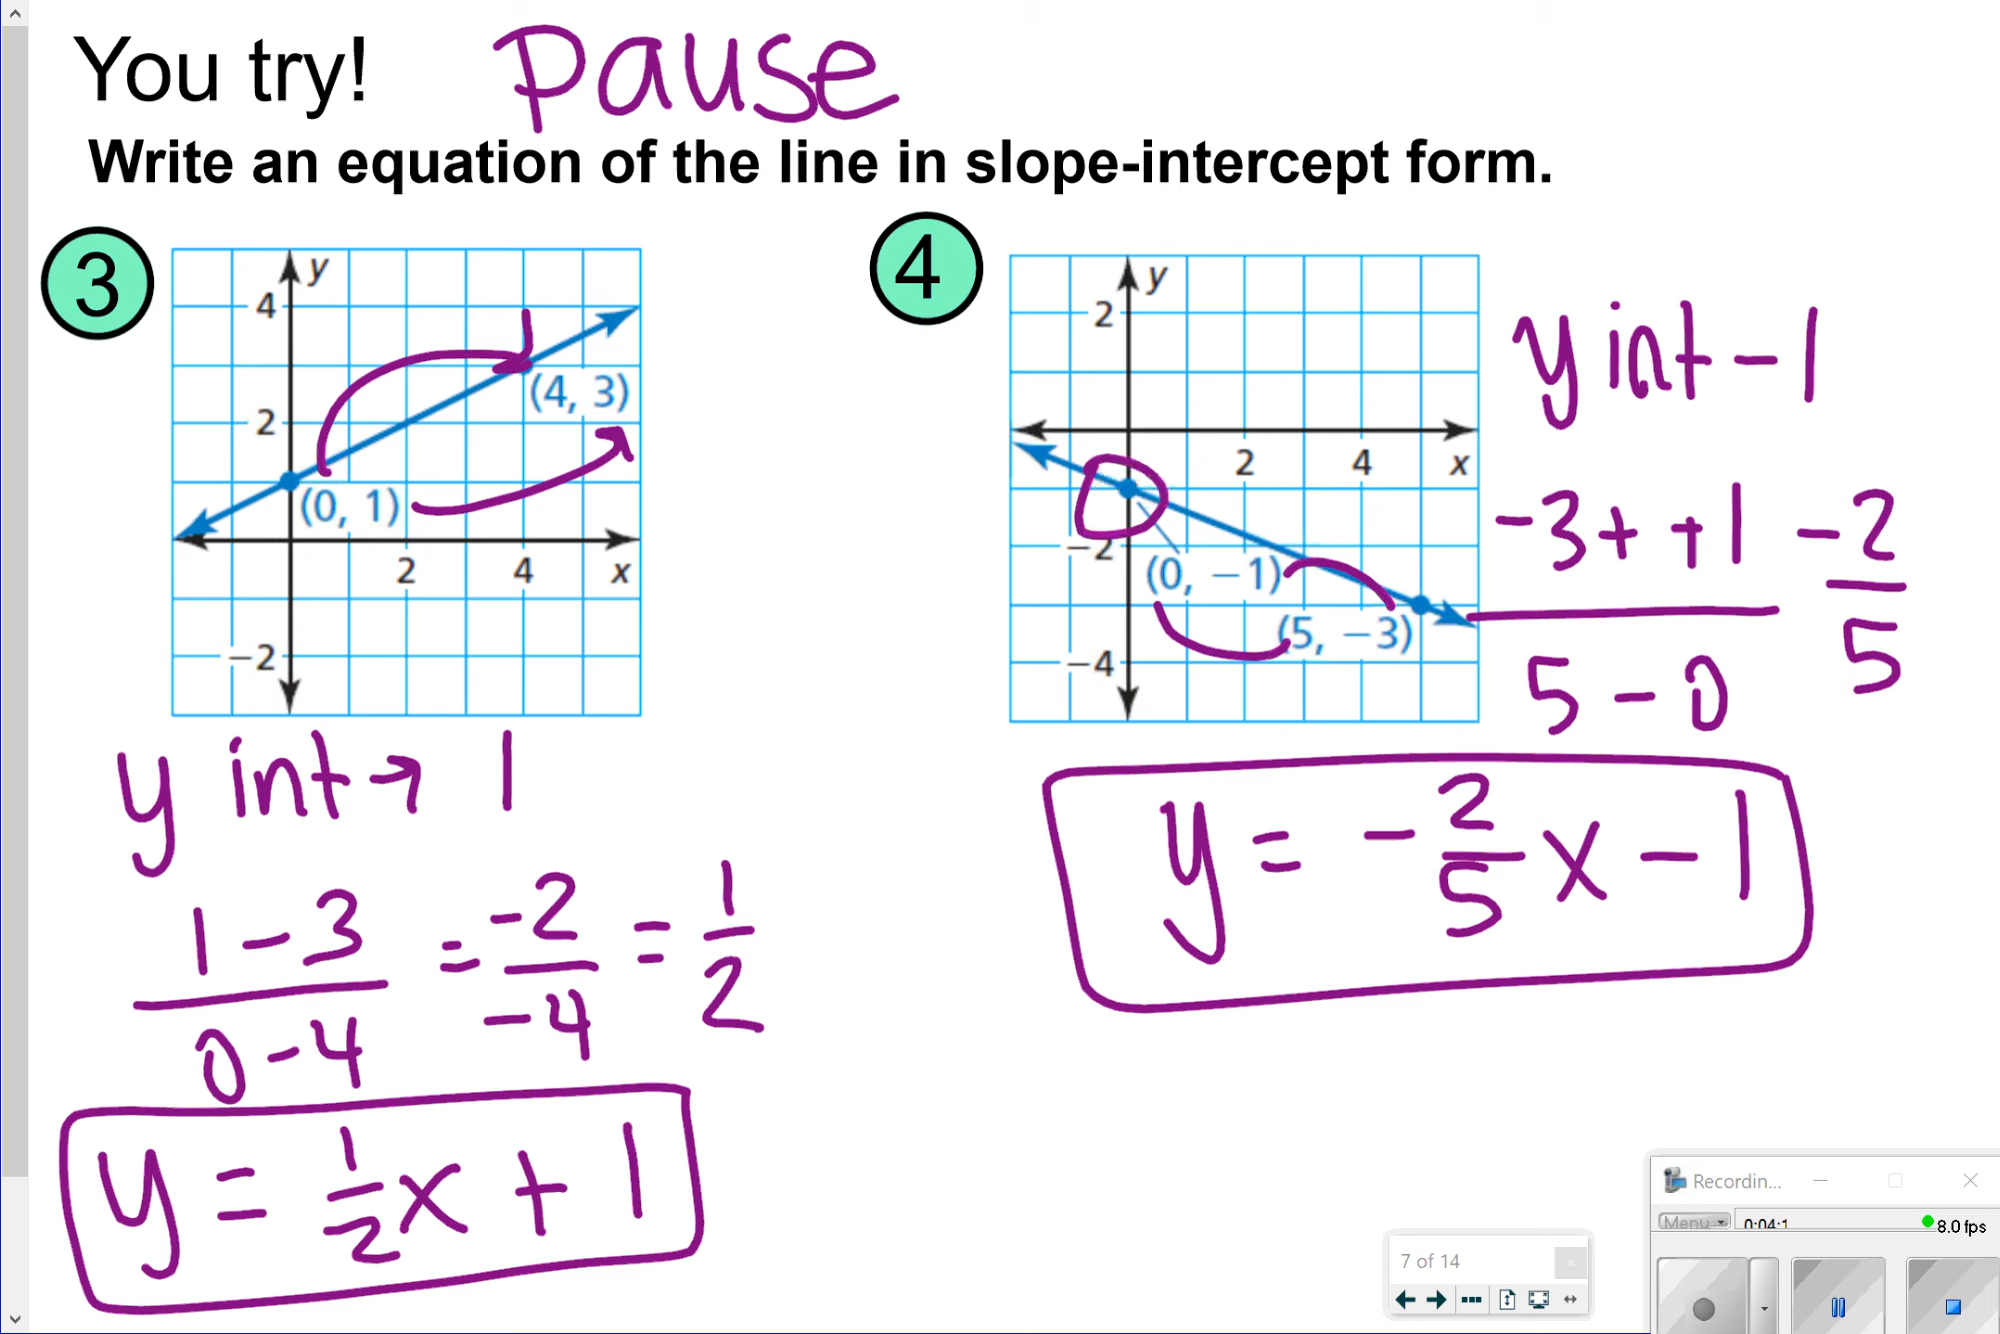 You try! pause
Write an equation of the line in slope-intercept form.
3
y
4
2
(4, 3)
(0, 1)
2 4 x
−2
y int → 1
1 - 3 / 0 - 4 = -2 / -4 = 1/2
y = 1/2 x + 1
4
y
2
2 4 x
−2
(0, −1)
(5, −3)
−4
y int - 1
-3 + +1 / 5 - 0
-2 / 5
y = - 2/5 x - 1
7 of 14
Recordin...
Menu 0:04:1 8.0 fps